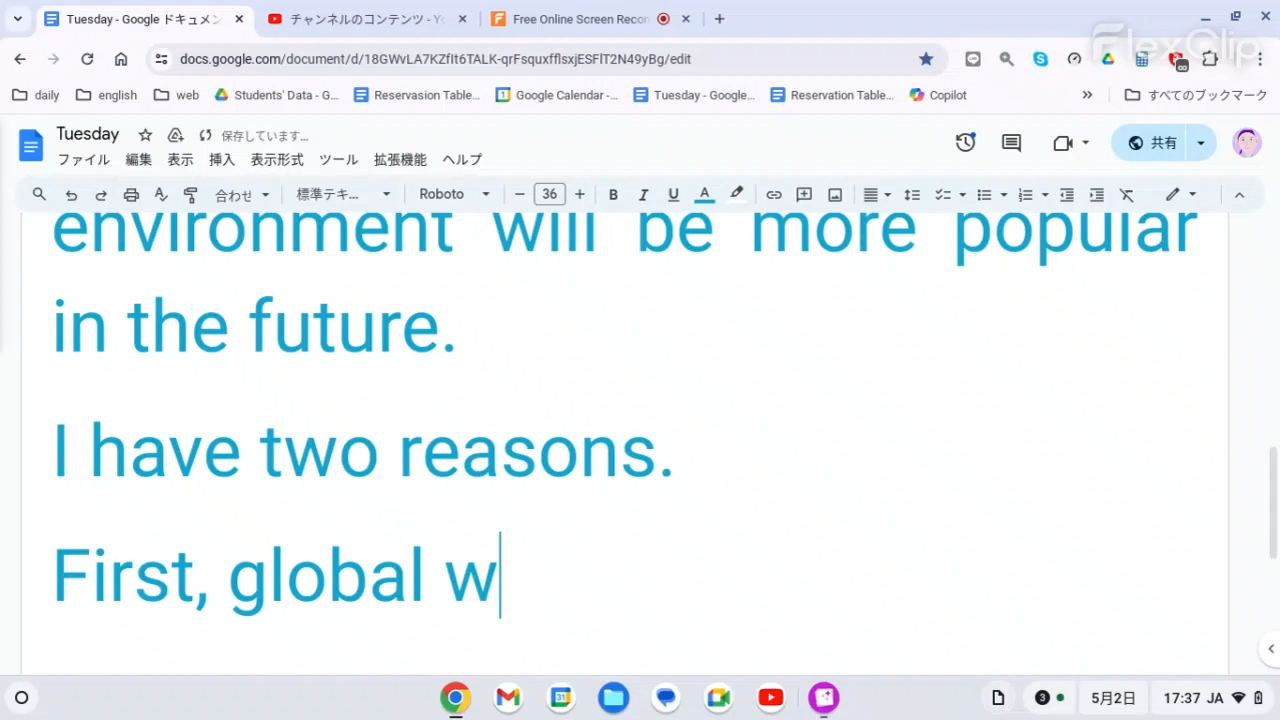 Tuesday - Google ドキュメン
チャンネルのコンテンツ - Yo
Free Online Screen Recor
docs.google.com/document/d/18GWvLA7KZfIt6TALK-qrFsquxfflsxjESFlT2N49yBg/edit
FlexClip
daily
english
web
Students' Data - G...
Reservasion Table...
Google Calendar -...
Tuesday - Google...
Reservation Table...
Copilot
すべてのブックマーク
Tuesday
保存しています…
ファイル 編集 表示 挿入 表示形式 ツール 拡張機能 ヘルプ
共有
合わせ
標準テキ...
Roboto
36
B I U A
environment will be more popular
in the future.
I have two reasons.
First, global w
31
3
5月2日
17:37 JA